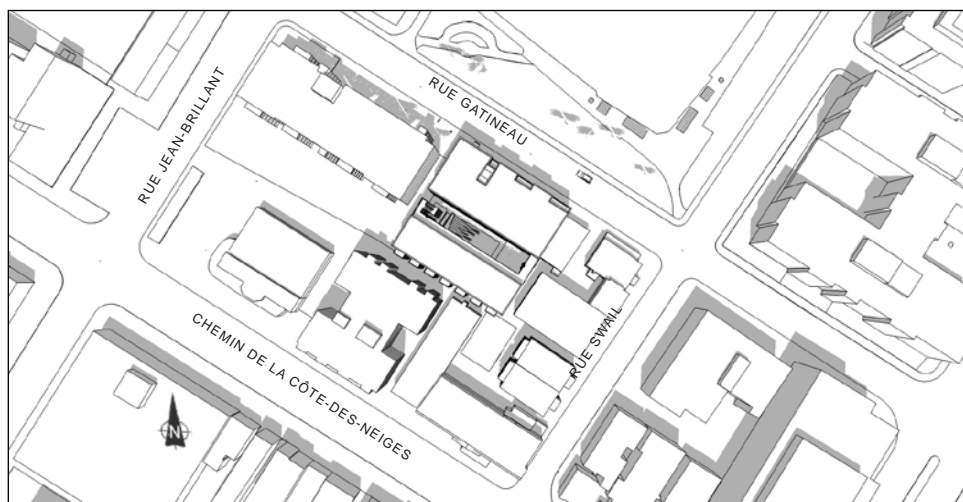 RUE JEAN-BRILLANT
RUE GATINEAU
CHEMIN DE LA CÔTE-DES-NEIGES
RUE SWAIL
N